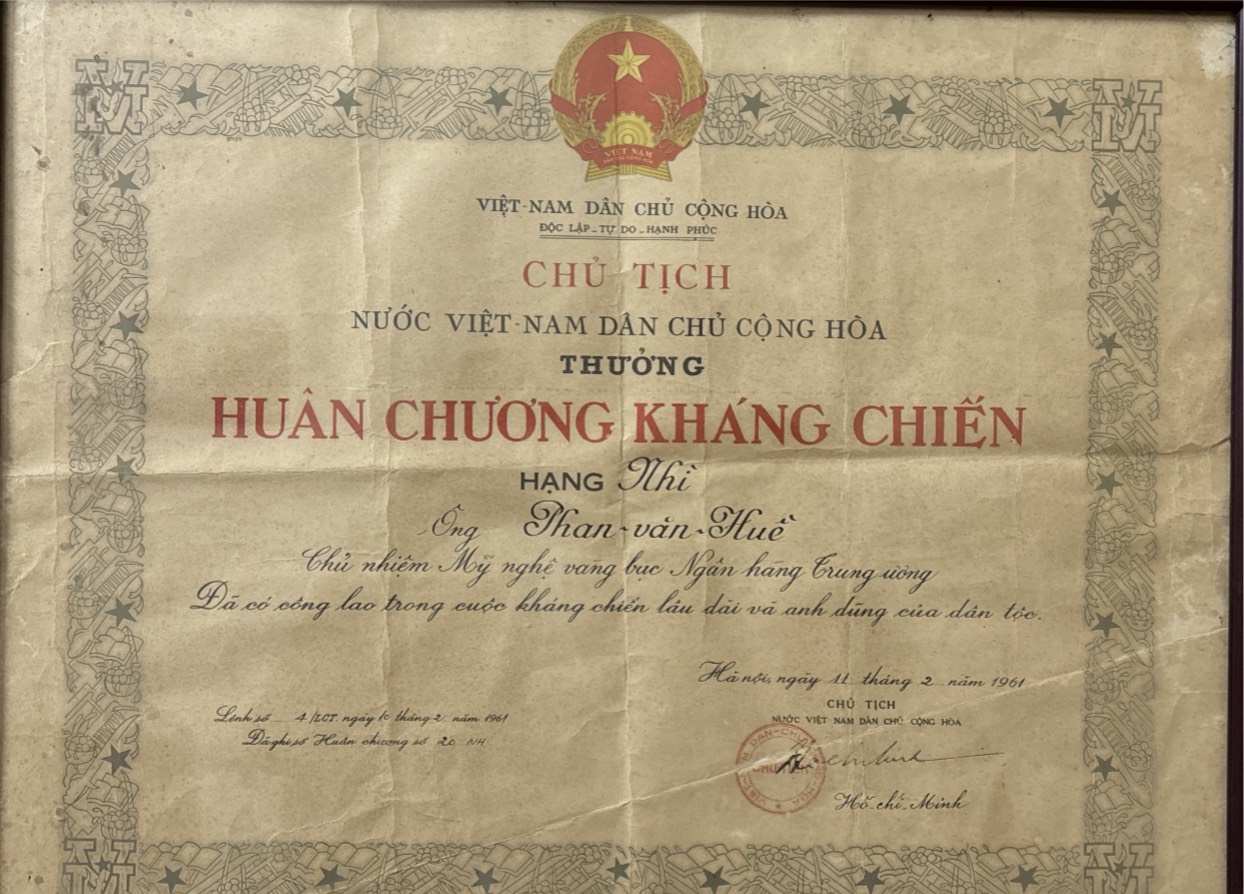 VIỆT NAM
VIỆT-NAM DÂN CHỦ CỘNG HÒA
ĐỘC LẬP_TỰ DO_HẠNH PHÚC
CHỦ TỊCH
NƯỚC VIỆT-NAM DÂN CHỦ CỘNG HÒA
THƯỞNG
HUÂN CHƯƠNG KHÁNG CHIẾN
HẠNG Nhì
Ông Phan-văn-Huề
Chủ nhiệm Mỹ nghệ vàng bạc Ngân hàng Trung ương
Đã có công lao trong cuộc kháng chiến lâu dài và anh dũng của dân tộc.
Hà nội, ngày 11 tháng 2 năm 1961
CHỦ TỊCH
NƯỚC VIỆT NAM DÂN CHỦ CỘNG HÒA
Lệnh số 4/LCT. ngày 10 tháng 2 năm 1961
Đã ghi sổ Huân chương số 20 NH
Hồ-chí-Minh